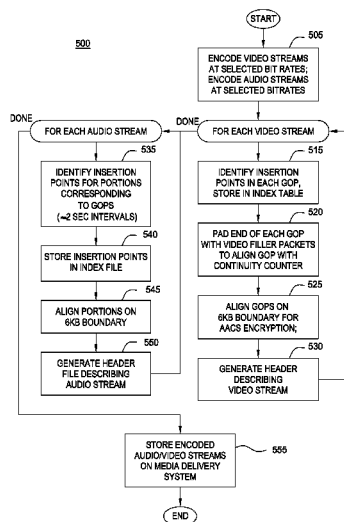 START
500
505
ENCODE VIDEO STREAMS
AT SELECTED BIT RATES;
ENCODE AUDIO STREAMS
AT SELECTED BITRATES
DONE
DONE
FOR EACH AUDIO STREAM
FOR EACH VIDEO STREAM
535
IDENTIFY INSERTION
POINTS FOR PORTIONS
CORRESPONDING
TO GOPS
(≈2 SEC INTERVALS)
540
STORE INSERTION POINTS
IN INDEX FILE
545
ALIGN PORTIONS ON
6KB BOUNDARY
550
GENERATE HEADER
FILE DESCRIBING
AUDIO STREAM
515
IDENTIFY INSERTION
POINTS IN EACH GOP,
STORE IN INDEX TABLE
520
PAD END OF EACH GOP
WITH VIDEO FILLER PACKETS
TO ALIGN GOP WITH
CONTINUITY COUNTER
525
ALIGN GOPS ON
6KB BOUNDARY FOR
AACS ENCRYPTION;
530
GENERATE HEADER
DESCRIBING
VIDEO STREAM
555
STORE ENCODED
AUDIO/VIDEO STREAMS
ON MEDIA DELIVERY
SYSTEM
END